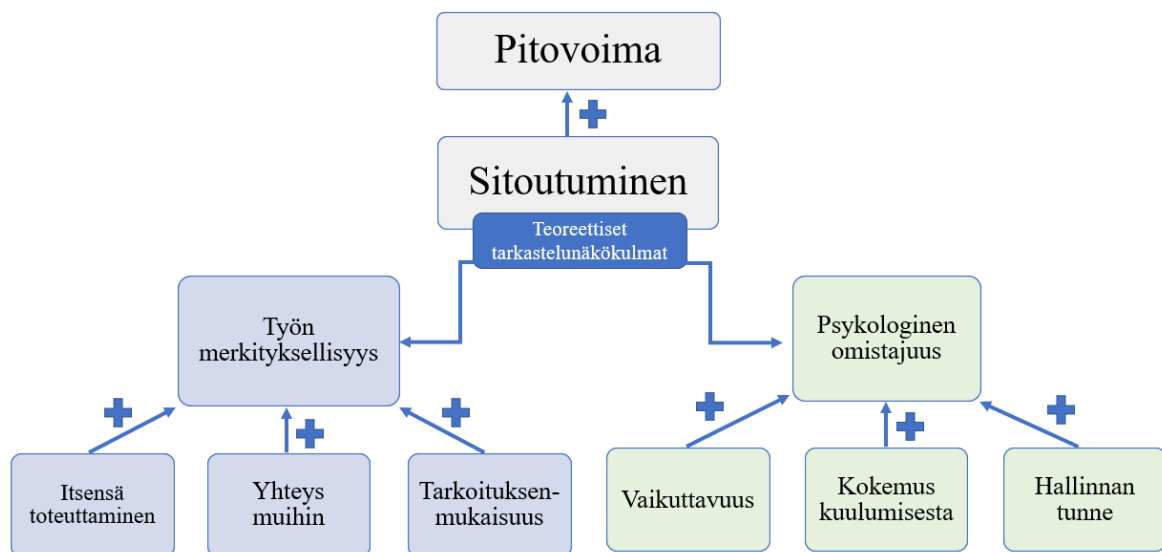 Pitovoima
Sitoutuminen
Teoreettiset
tarkastelunäkökulmat
Työn
merkityksellisyys
Psykologinen
omistajuus
Itsensä
toteuttaminen
Yhteys
muihin
Tarkoituksen-
mukaisuus
Vaikuttavuus
Kokemus
kuulumisesta
Hallinnan
tunne